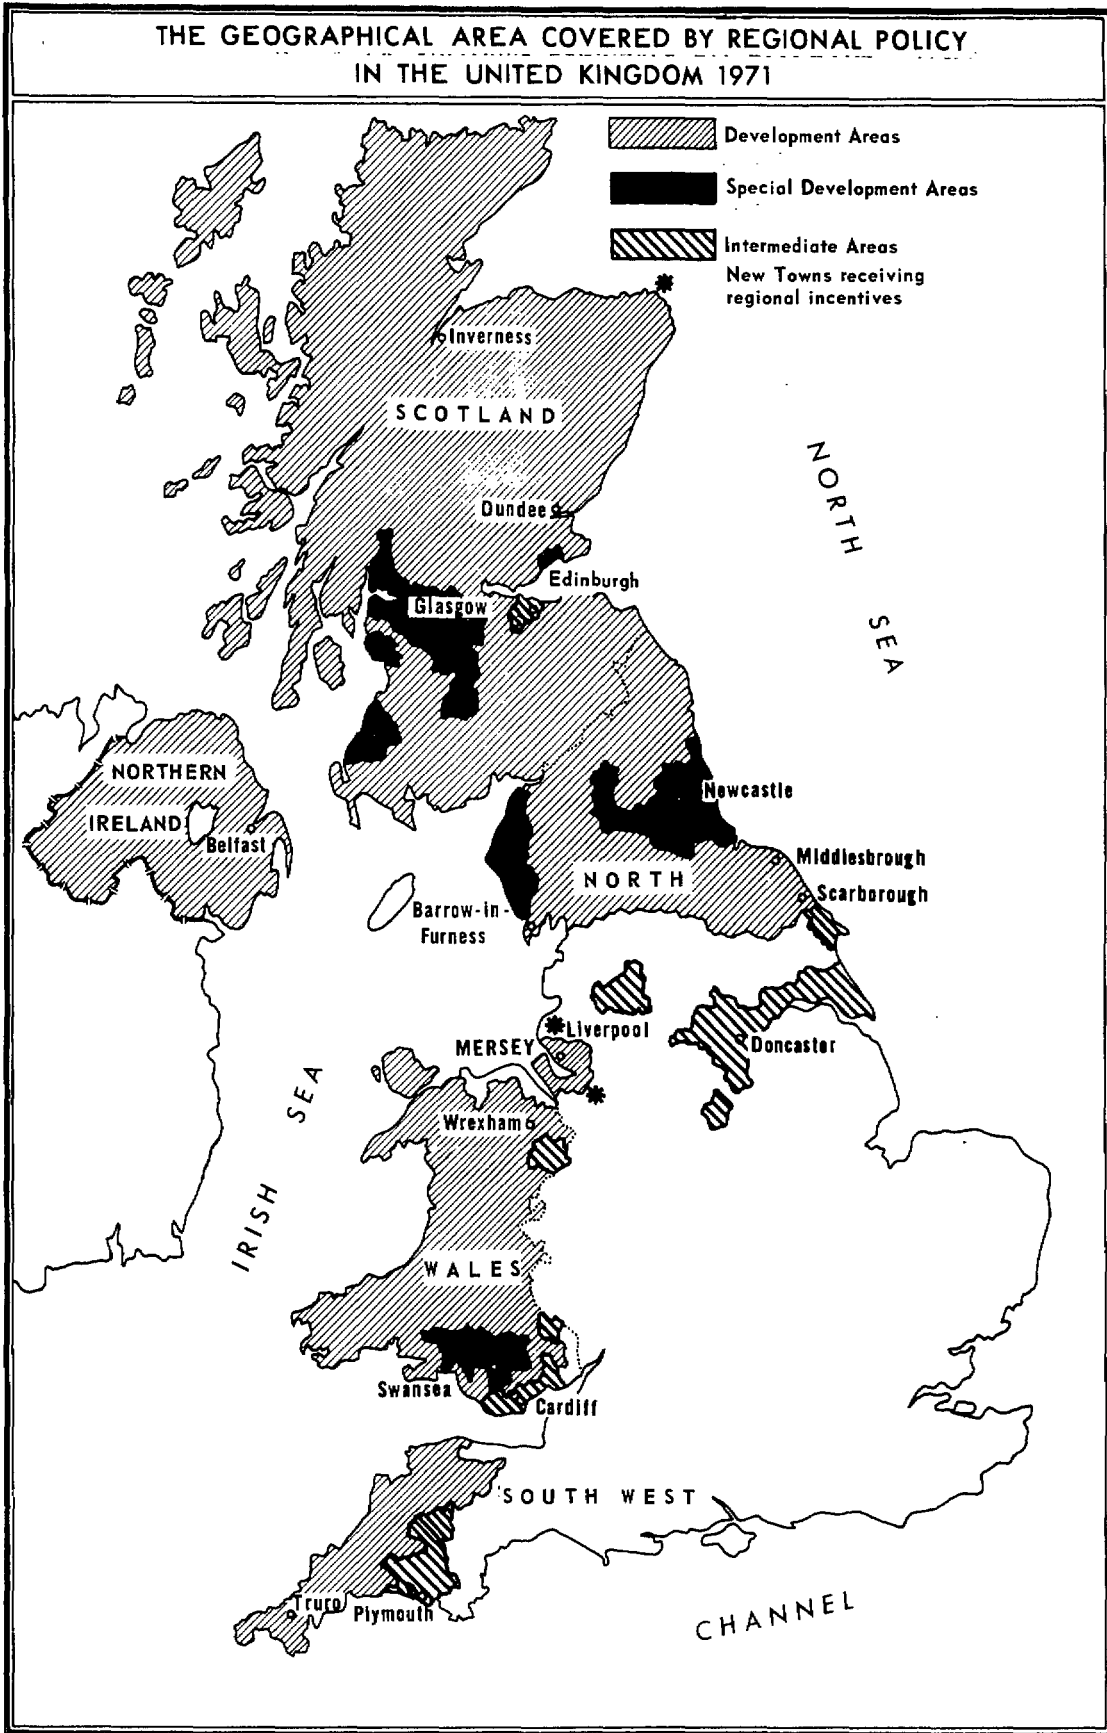 THE GEOGRAPHICAL AREA COVERED BY REGIONAL POLICY
IN THE UNITED KINGDOM 1971
Development Areas
Special Development Areas
Intermediate Areas
New Towns receiving
regional incentives
Inverness
SCOTLAND
NORTH SEA
Dundee
Edinburgh
Glasgow
NORTHERN
IRELAND
Belfast
Newcastle
Middlesbrough
Scarborough
NORTH
Barrow-in-
Furness
Liverpool
MERSEY
Doncaster
IRISH SEA
Wrexham
WALES
Swansea
Cardiff
SOUTH WEST
Truro
Plymouth
CHANNEL